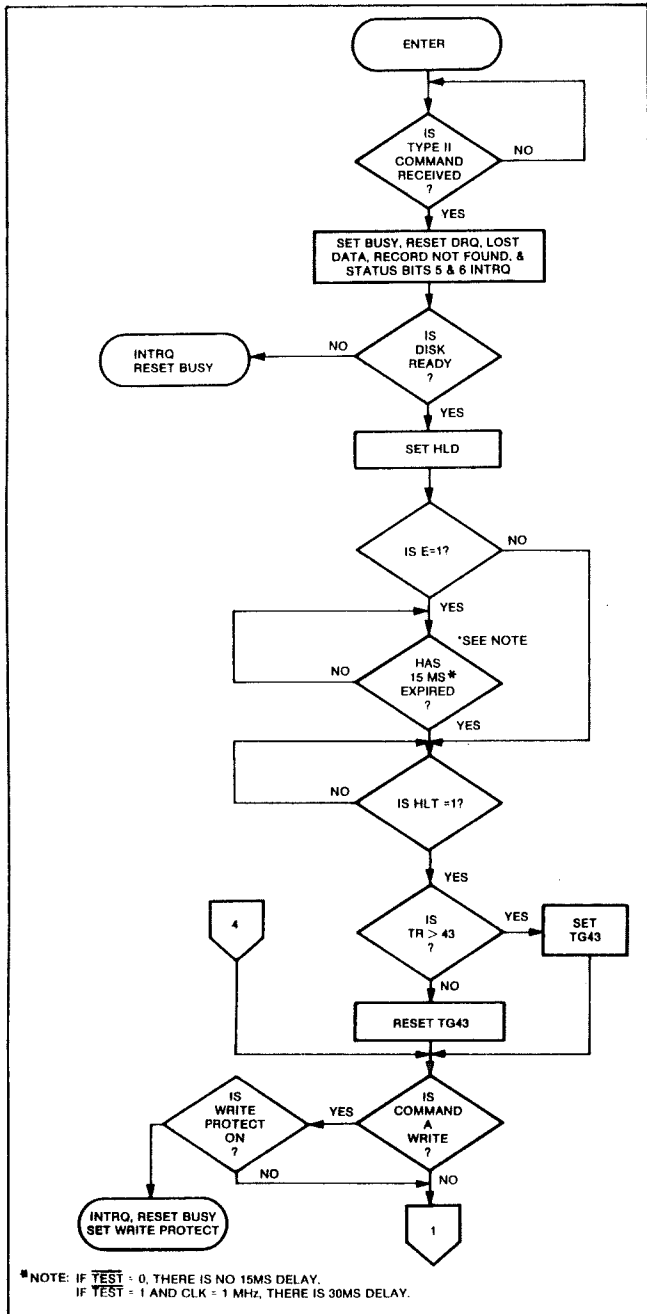 ENTER
IS
TYPE II
COMMAND
RECEIVED
?
NO
YES
SET BUSY, RESET DRQ, LOST
DATA, RECORD NOT FOUND, &
STATUS BITS 5 & 6 INTRQ
IS
DISK
READY
?
NO
INTRQ
RESET BUSY
YES
SET HLD
IS E=1?
NO
YES
*SEE NOTE
HAS
15 MS*
EXPIRED
?
NO
YES
IS HLT =1?
NO
YES
4
IS
TR > 43
?
YES
SET
TG43
NO
RESET TG43
IS
COMMAND
A
WRITE
?
YES
IS
WRITE
PROTECT
ON
?
NO
NO
INTRQ, RESET BUSY
SET WRITE PROTECT
1
*NOTE: IF TEST = 0, THERE IS NO 15MS DELAY.
IF TEST = 1 AND CLK = 1 MHz, THERE IS 30MS DELAY.